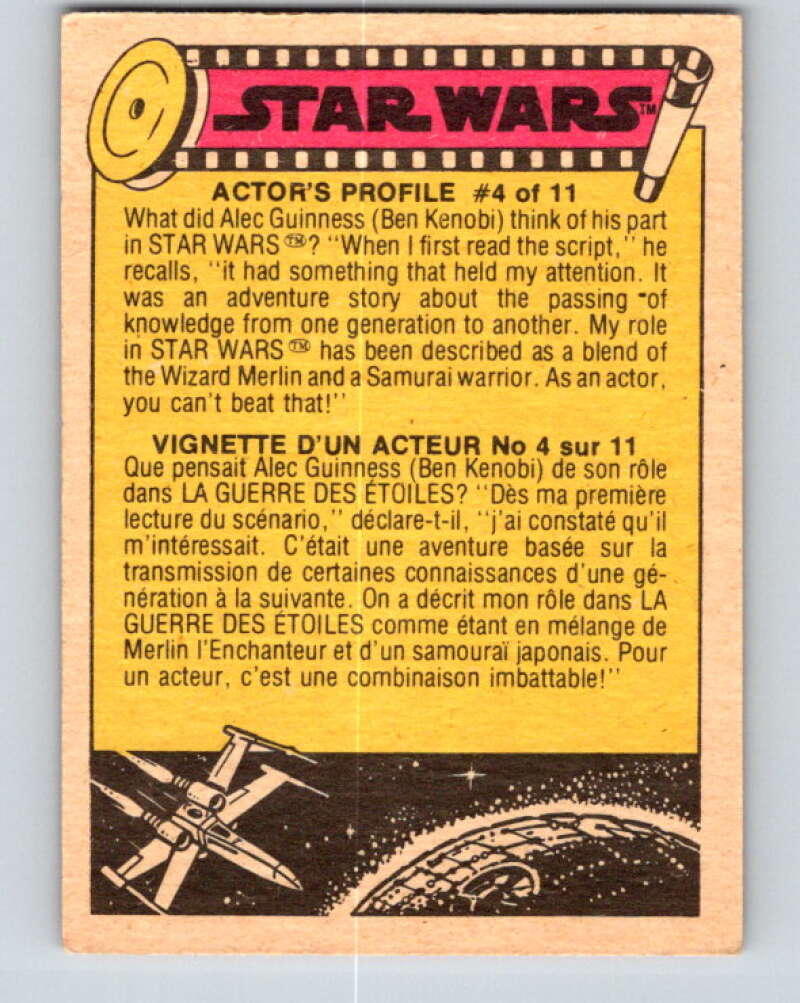 STAR WARS™
ACTOR'S PROFILE #4 of 11
What did Alec Guinness (Ben Kenobi) think of his part
in STAR WARS™? "When I first read the script," he
recalls, "it had something that held my attention. It
was an adventure story about the passing of
knowledge from one generation to another. My role
in STAR WARS™ has been described as a blend of
the Wizard Merlin and a Samurai warrior. As an actor,
you can't beat that!"
VIGNETTE D'UN ACTEUR No 4 sur 11
Que pensait Alec Guinness (Ben Kenobi) de son rôle
dans LA GUERRE DES ÉTOILES? "Dès ma première
lecture du scénario," déclare-t-il, "j'ai constaté qu'il
m'intéressait. C'était une aventure basée sur la
transmission de certaines connaissances d'une gé-
nération à la suivante. On a décrit mon rôle dans LA
GUERRE DES ÉTOILES comme étant en mélange de
Merlin l'Enchanteur et d'un samouraï japonais. Pour
un acteur, c'est une combinaison imbattable!"